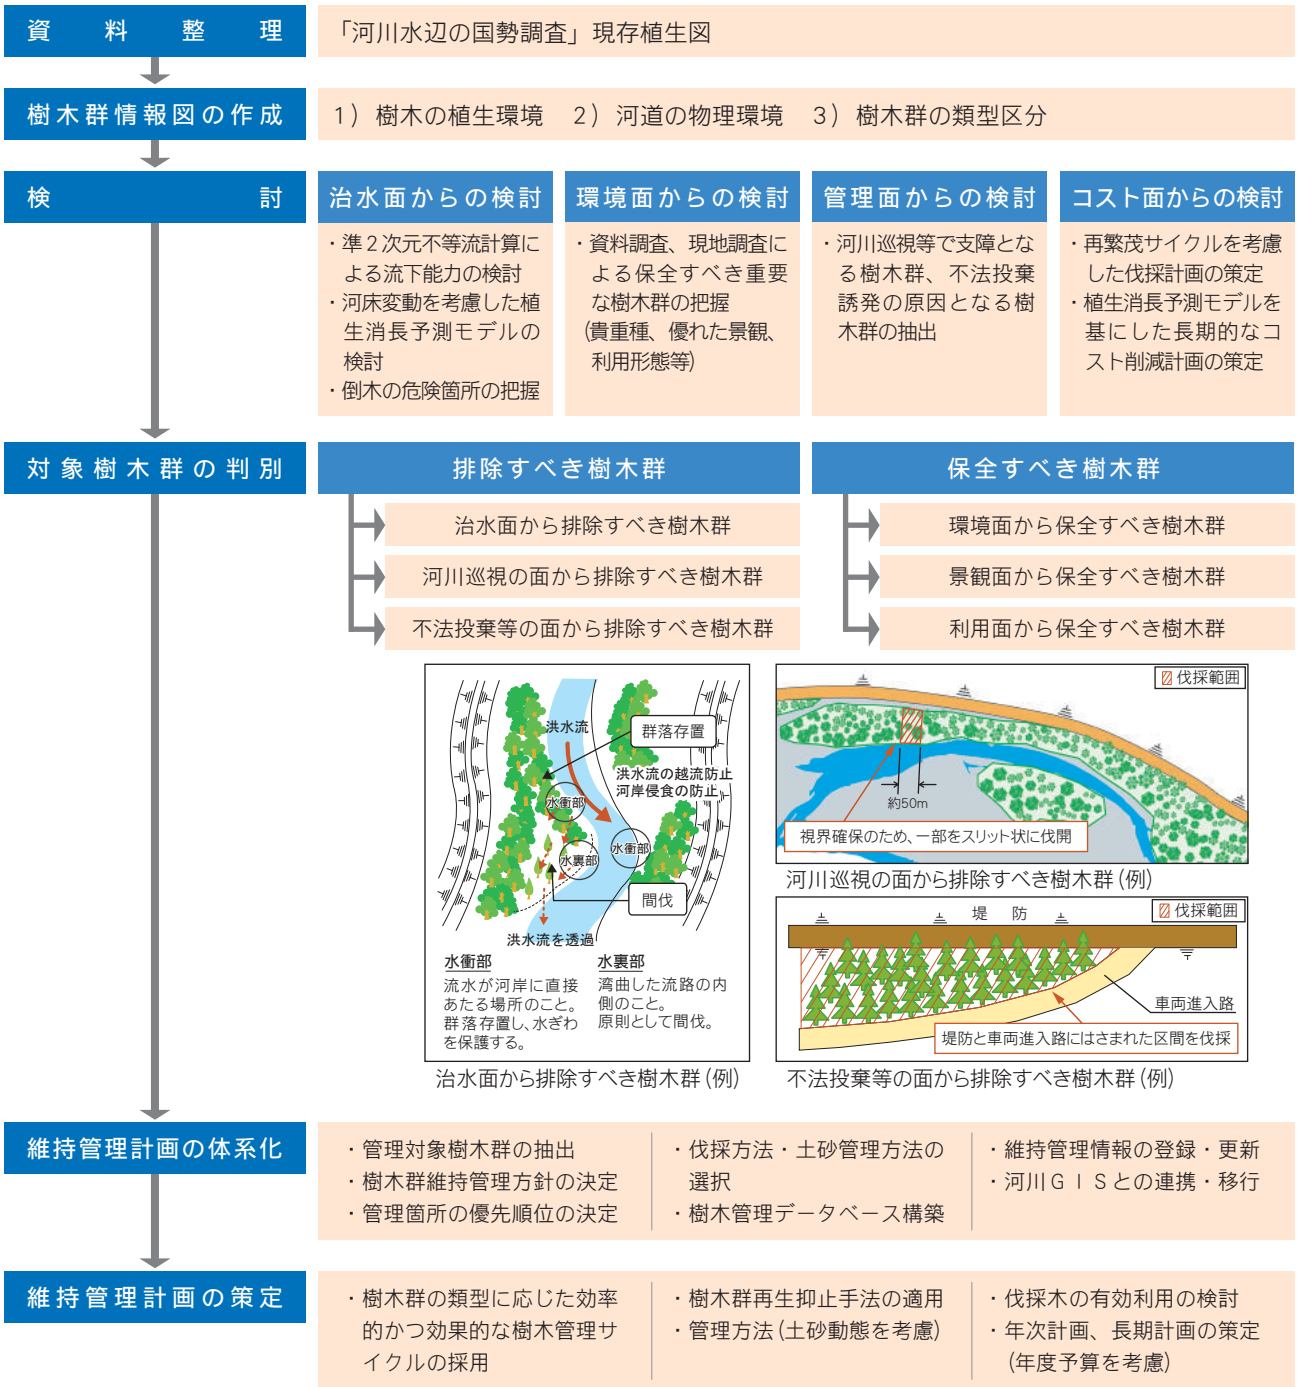 資料整理
「河川水辺の国勢調査」現存植生図
樹木群情報図の作成
1）樹木の植生環境　2）河道の物理環境　3）樹木群の類型区分
検討
治水面からの検討
・準2次元不等流計算に
よる流下能力の検討
・河床変動を考慮した植
生消長予測モデルの
検討
・倒木の危険箇所の把握
環境面からの検討
・資料調査、現地調査に
よる保全すべき重要
な樹木群の把握
(貴重種、優れた景観、
利用形態等)
管理面からの検討
・河川巡視等で支障とな
る樹木群、不法投棄
誘発の原因となる樹
木群の抽出
コスト面からの検討
・再繁茂サイクルを考慮
した伐採計画の策定
・植生消長予測モデルを
基にした長期的なコ
スト削減計画の策定
対象樹木群の判別
排除すべき樹木群
治水面から排除すべき樹木群
河川巡視の面から排除すべき樹木群
不法投棄等の面から排除すべき樹木群
保全すべき樹木群
環境面から保全すべき樹木群
景観面から保全すべき樹木群
利用面から保全すべき樹木群
洪水流
群落存置
洪水流の越流防止
河岸侵食の防止
水衝部
水衝部
水裏部
間伐
洪水流を透過
水衝部
流水が河岸に直接
あたる場所のこと。
群落存置し、水ぎわ
を保護する。
水裏部
湾曲した流路の内
側のこと。
原則として間伐。
治水面から排除すべき樹木群(例)
伐採範囲
約50m
視界確保のため、一部をスリット状に伐開
河川巡視の面から排除すべき樹木群(例)
堤　防
伐採範囲
車両進入路
堤防と車両進入路にはさまれた区間を伐採
不法投棄等の面から排除すべき樹木群(例)
維持管理計画の体系化
・管理対象樹木群の抽出
・樹木群維持管理方針の決定
・管理箇所の優先順位の決定
・伐採方法・土砂管理方法の
選択
・樹木管理データベース構築
・維持管理情報の登録・更新
・河川GISとの連携・移行
維持管理計画の策定
・樹木群の類型に応じた効率
的かつ効果的な樹木管理サ
イクルの採用
・樹木群再生抑止手法の適用
・管理方法(土砂動態を考慮)
・伐採木の有効利用の検討
・年次計画、長期計画の策定
(年度予算を考慮)